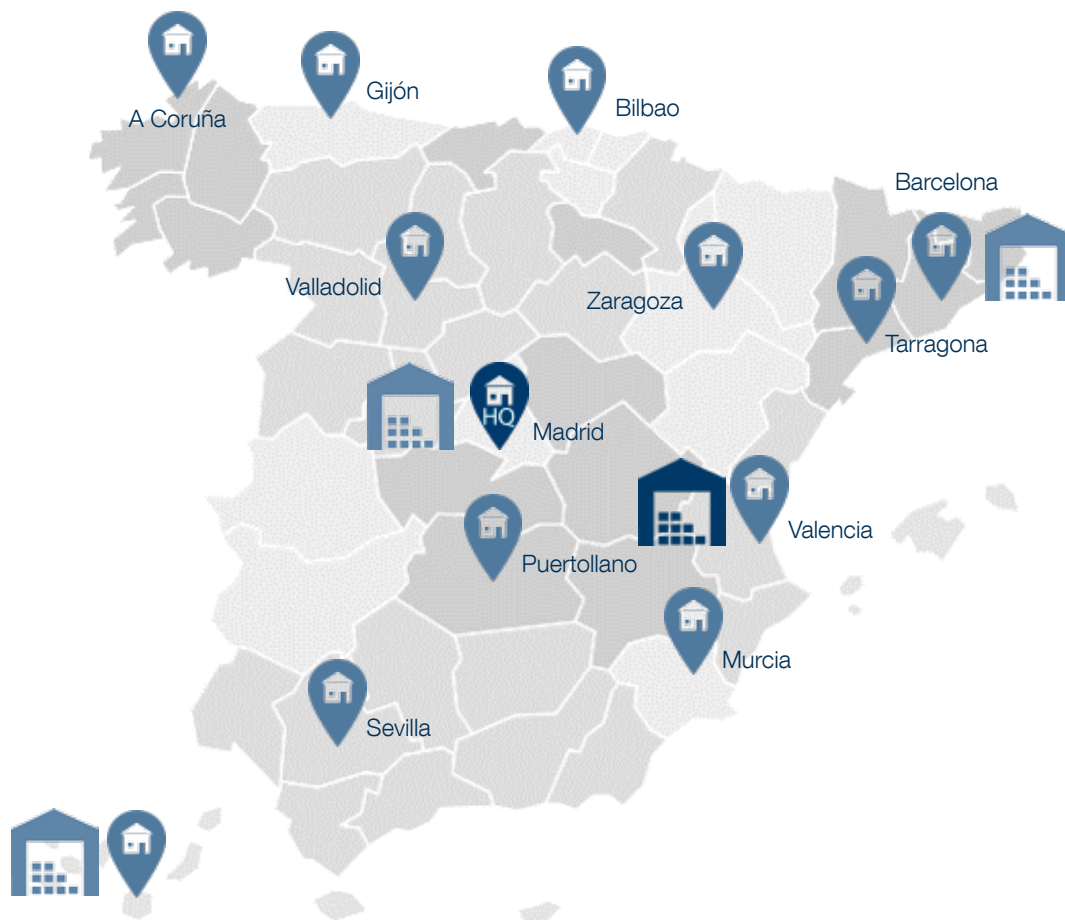 Gijón
A Coruña
Bilbao
Barcelona
Valladolid
Zaragoza
Tarragona
HQ
Madrid
Valencia
Puertollano
Murcia
Sevilla